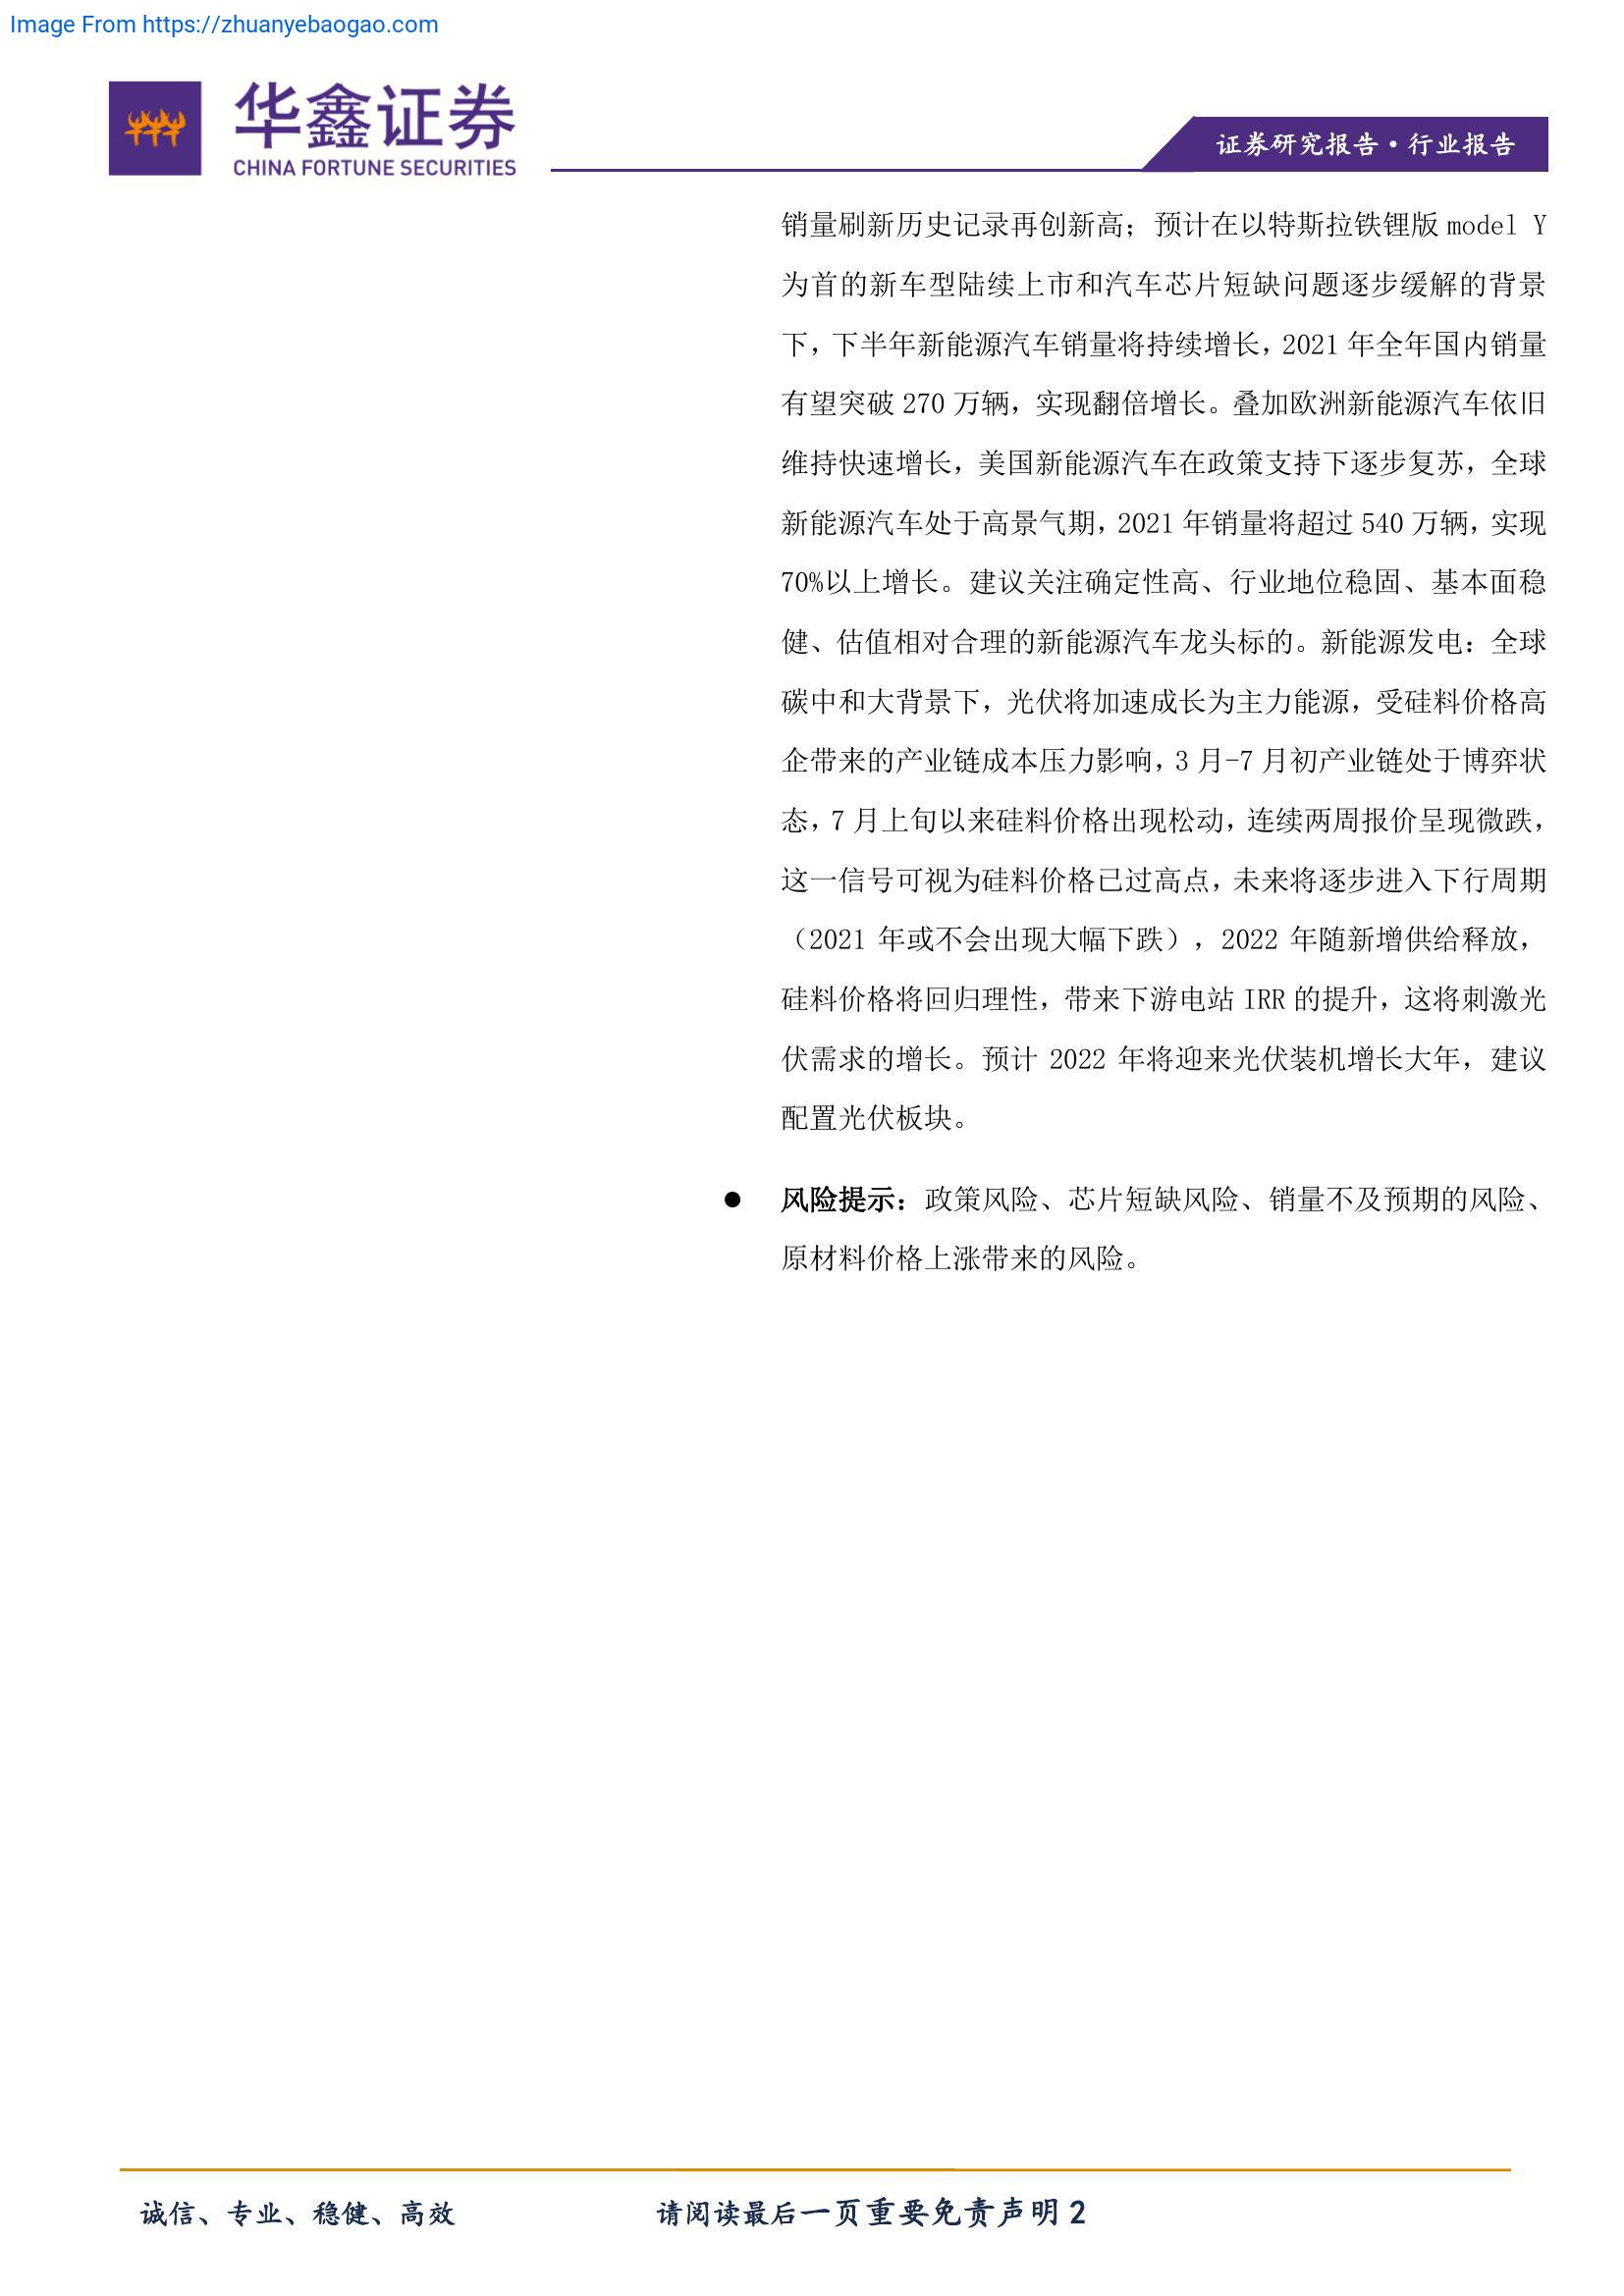 Image From https://zhuanyebaogao.com
华鑫证券
CHINA FORTUNE SECURITIES
证券研究报告·行业报告
销量刷新历史记录再创新高；预计在以特斯拉铁锂版 model Y
为首的新车型陆续上市和汽车芯片短缺问题逐步缓解的背景
下，下半年新能源汽车销量将持续增长，2021 年全年国内销量
有望突破 270 万辆，实现翻倍增长。叠加欧洲新能源汽车依旧
维持快速增长，美国新能源汽车在政策支持下逐步复苏，全球
新能源汽车处于高景气期，2021 年销量将超过 540 万辆，实现
70%以上增长。建议关注确定性高、行业地位稳固、基本面稳
健、估值相对合理的新能源汽车龙头标的。新能源发电：全球
碳中和大背景下，光伏将加速成长为主力能源，受硅料价格高
企带来的产业链成本压力影响，3 月-7 月初产业链处于博弈状
态，7 月上旬以来硅料价格出现松动，连续两周报价呈现微跌，
这一信号可视为硅料价格已过高点，未来将逐步进入下行周期
（2021 年或不会出现大幅下跌），2022 年随新增供给释放，
硅料价格将回归理性，带来下游电站 IRR 的提升，这将刺激光
伏需求的增长。预计 2022 年将迎来光伏装机增长大年，建议
配置光伏板块。
● 风险提示：政策风险、芯片短缺风险、销量不及预期的风险、
原材料价格上涨带来的风险。
诚信、专业、稳健、高效 请阅读最后一页重要免责声明 2